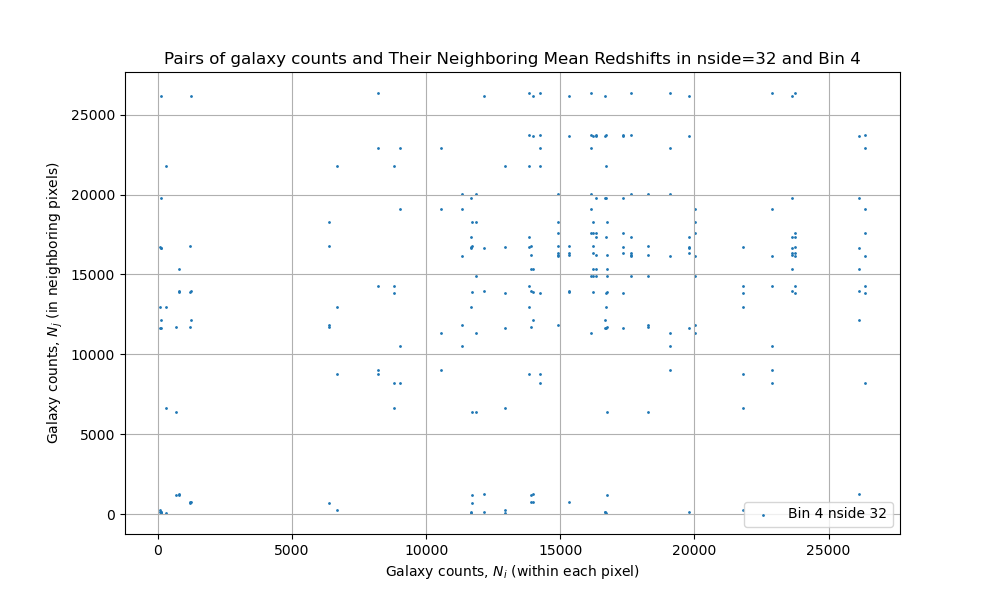 Pairs of galaxy counts and Their Neighboring Mean Redshifts in nside=32 and Bin 4
25000
20000
15000
10000
5000
0
Galaxy counts, N_j (in neighboring pixels)
Bin 4 nside 32
0 5000 10000 15000 20000 25000
Galaxy counts, N_i (within each pixel)